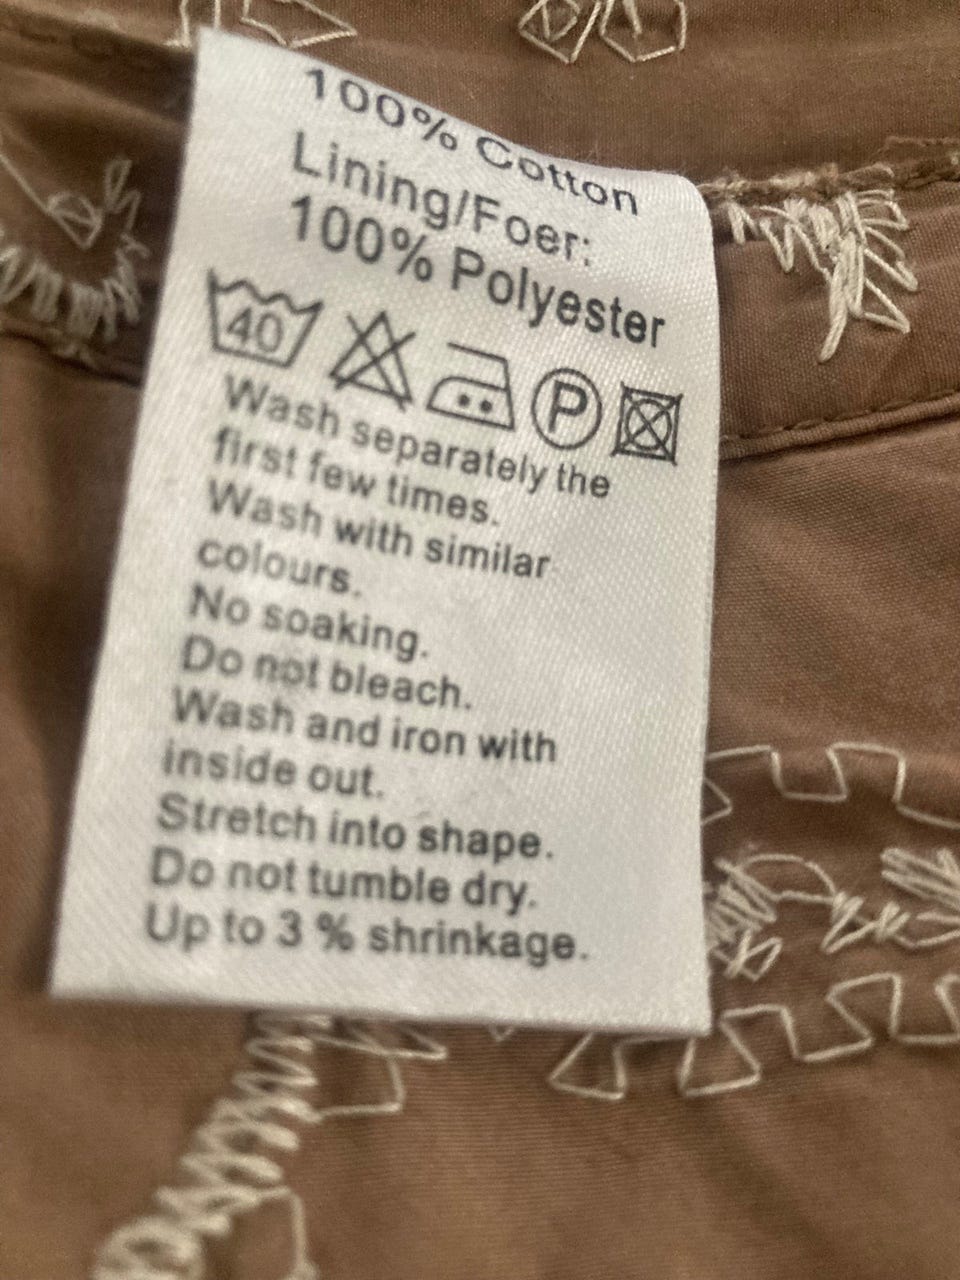 100% Cotton
Lining/Foer:
100% Polyester
40 P
Wash separately the
first few times.
Wash with similar
colours.
No soaking.
Do not bleach.
Wash and iron with
inside out.
Stretch into shape.
Do not tumble dry.
Up to 3 % shrinkage.